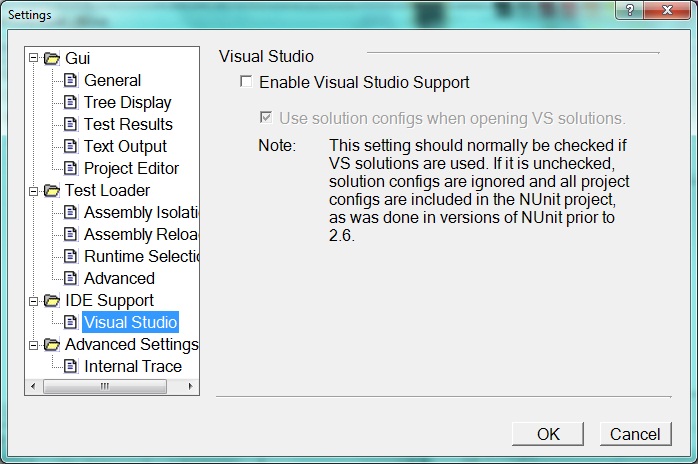 Settings
Gui
General
Tree Display
Test Results
Text Output
Project Editor
Test Loader
Assembly Isolati
Assembly Reloa
Runtime Selectic
Advanced
IDE Support
Visual Studio
Advanced Settings
Internal Trace
Visual Studio
Enable Visual Studio Support
Use solution configs when opening VS solutions.
Note: This setting should normally be checked if
VS solutions are used. If it is unchecked,
solution configs are ignored and all project
configs are included in the NUnit project,
as was done in versions of NUnit prior to
2.6.
OK Cancel